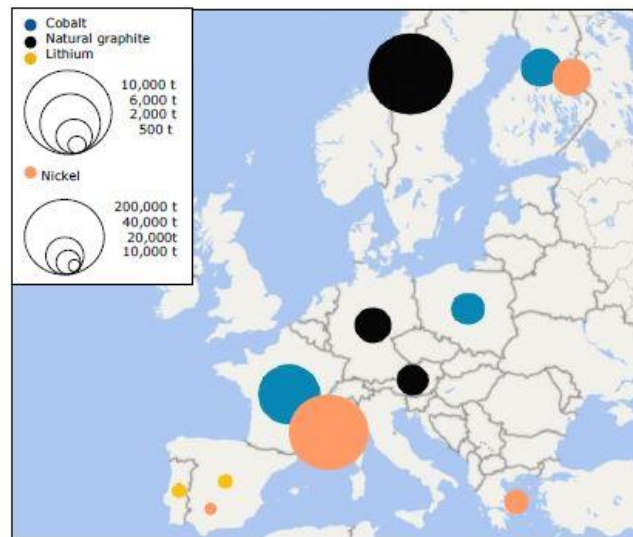 Cobalt
Natural graphite
Lithium
10,000 t
6,000 t
2,000 t
500 t
Nickel
200,000 t
40,000 t
20,000t
10,000 t